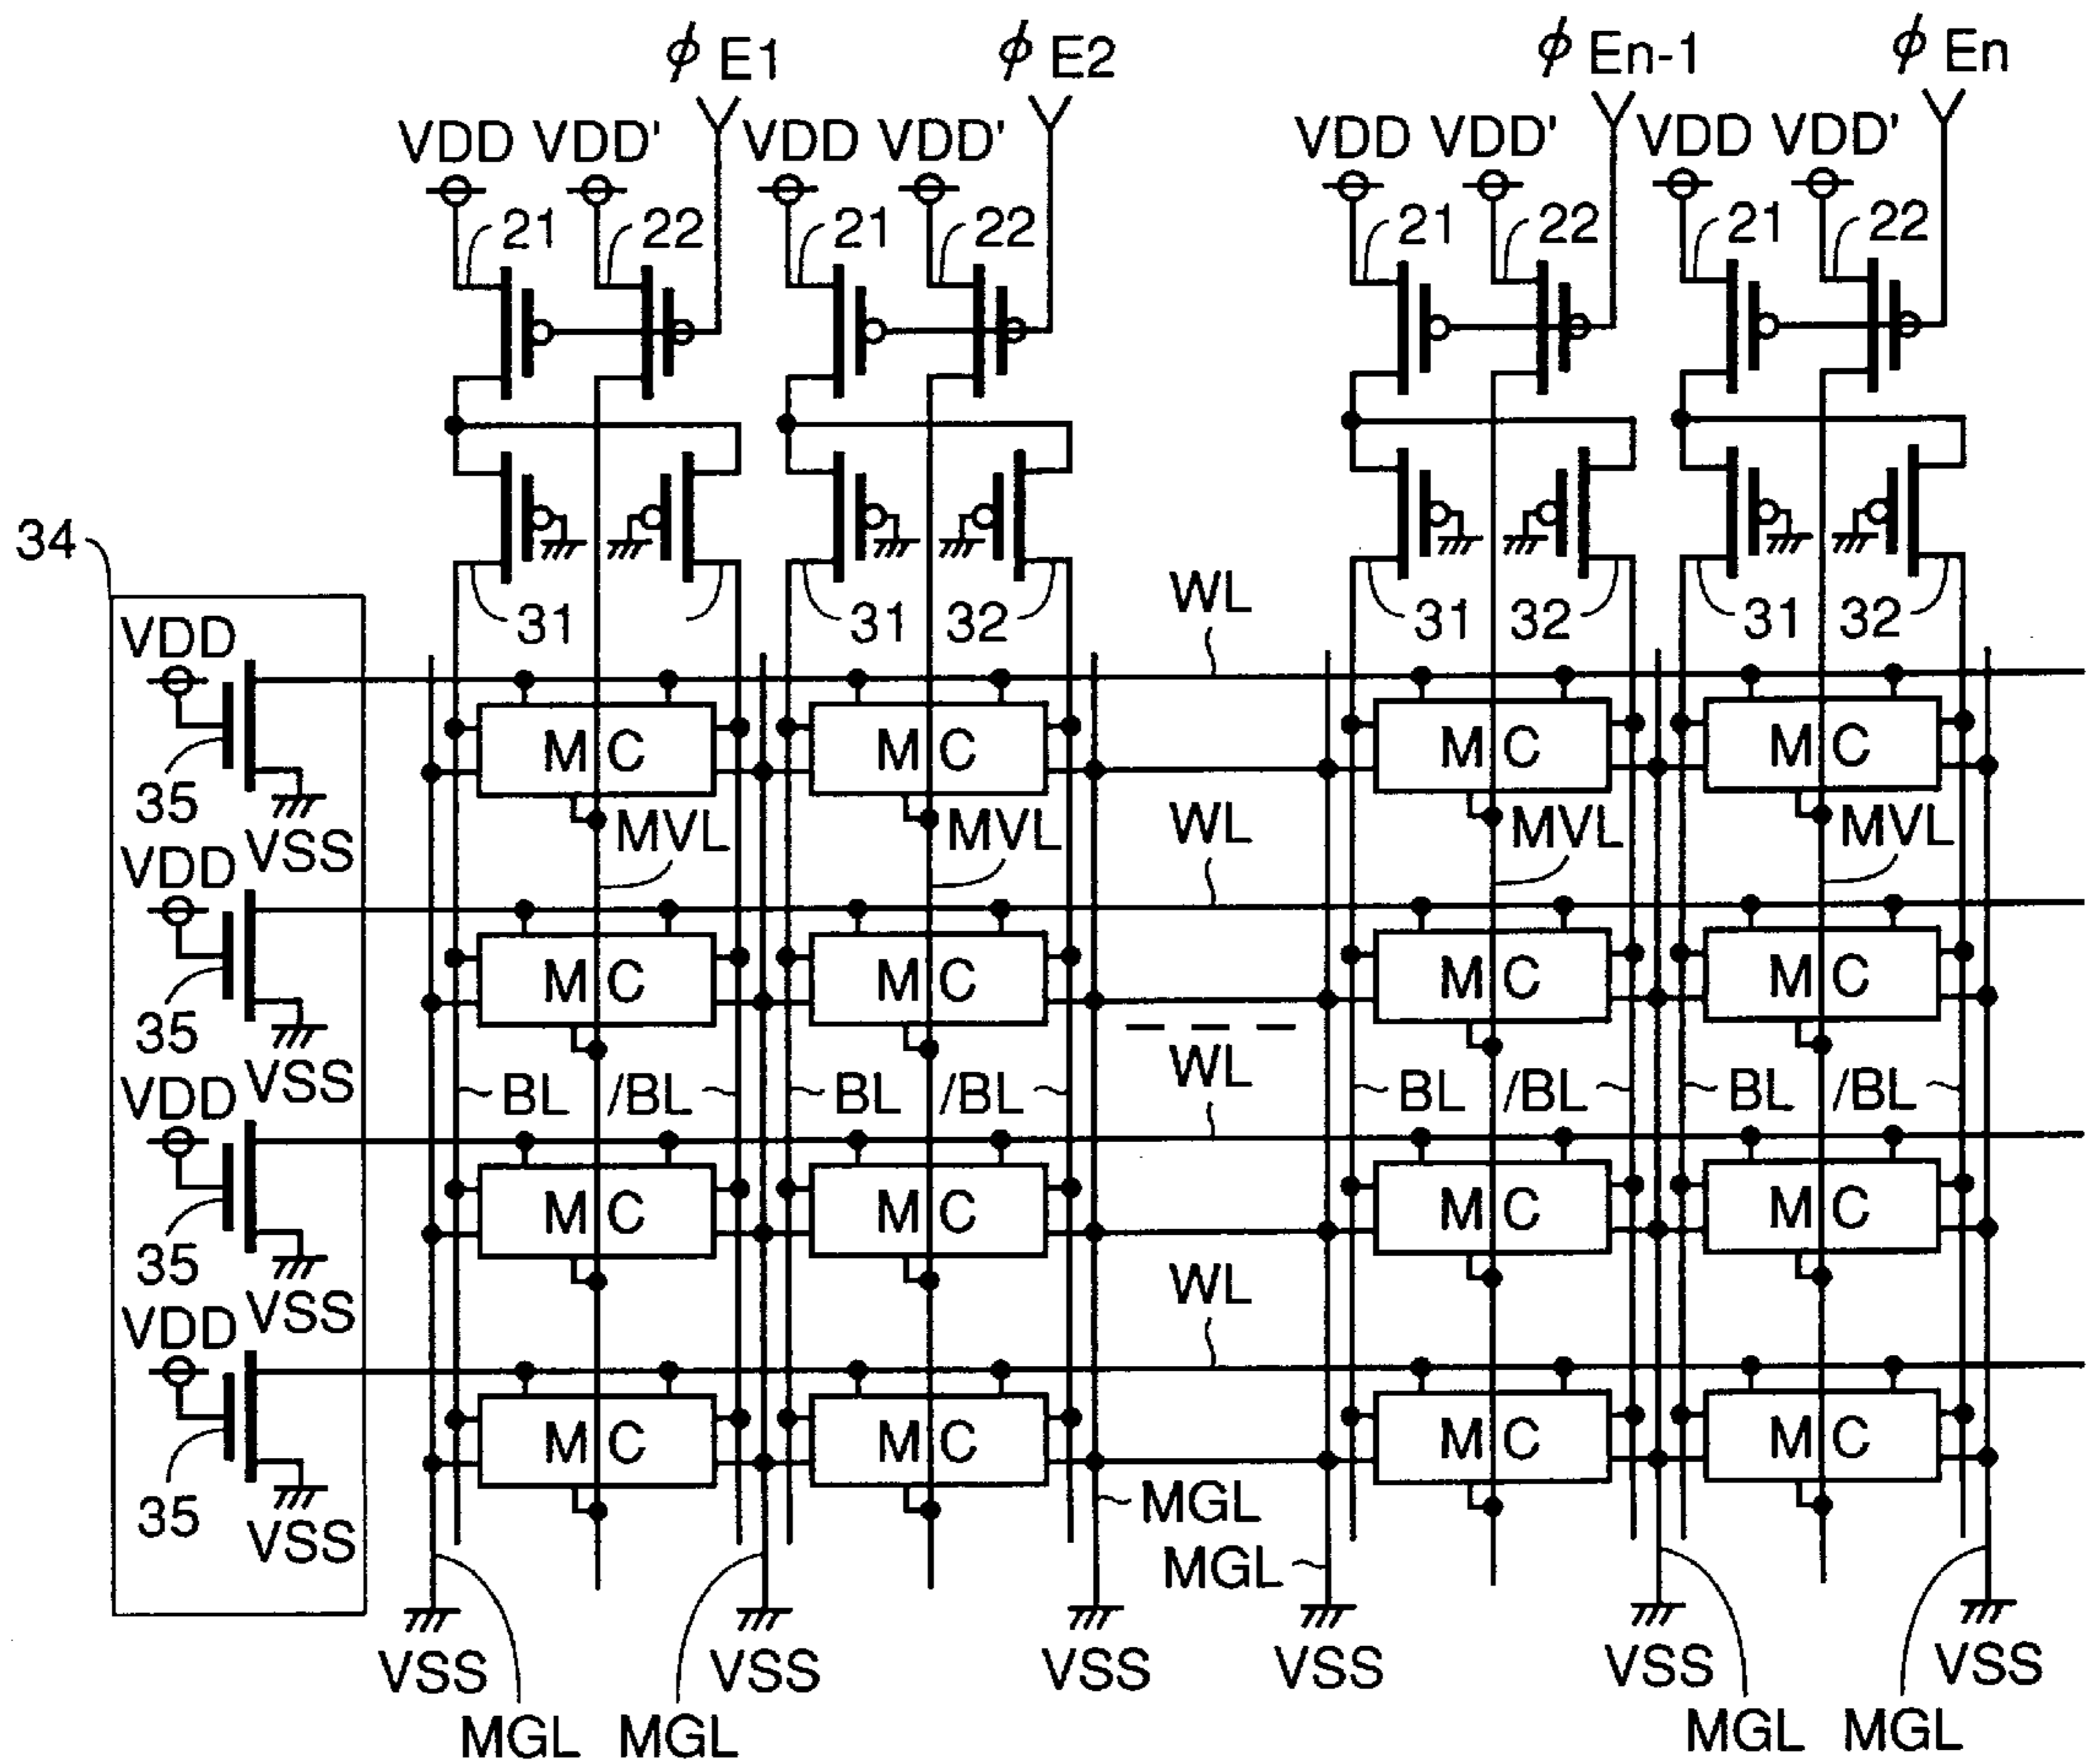 ϕ E1 ϕ E2 ϕ En-1 ϕ En
VDD VDD' VDD VDD' VDD VDD' VDD VDD'
21 22 21 22 21 22 21 22
34
31 31 32 31 32 31 32
WL
VDD
MC MC MC MC
35
VSS
MVL MVL MVL MVL
WL
VDD
MC MC MC MC
35
VSS
WL
BL /BL BL /BL BL /BL BL /BL
VDD
MC MC MC MC
35
VSS
WL
VDD
MC MC MC MC
35
VSS
MGL
MGL
VSS VSS VSS VSS VSS VSS
MGL MGL MGL MGL